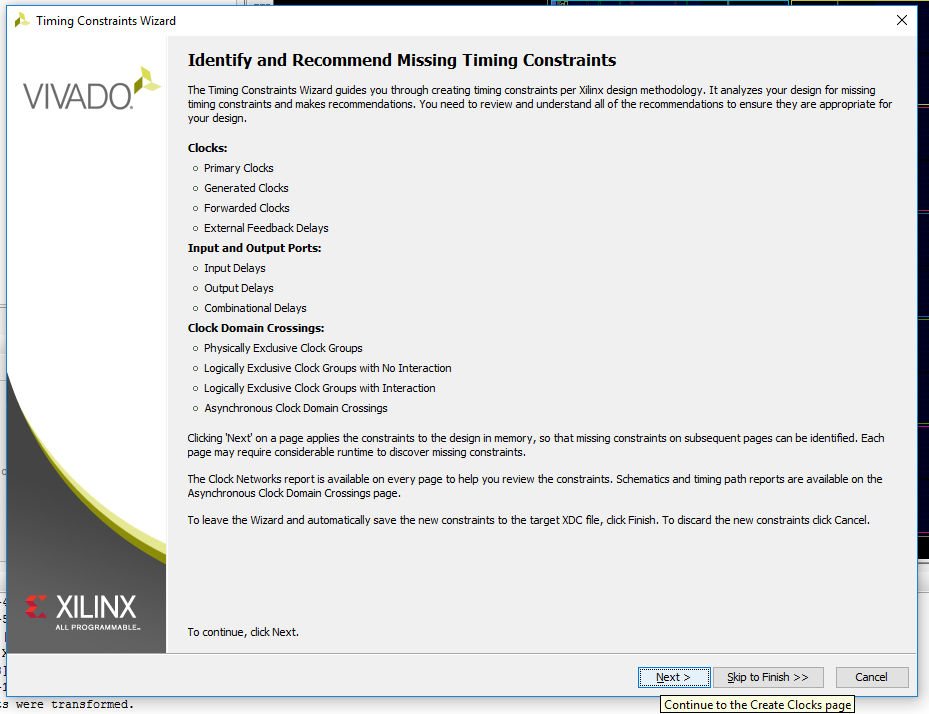 Timing Constraints Wizard
VIVADO.
Identify and Recommend Missing Timing Constraints
The Timing Constraints Wizard guides you through creating timing constraints per Xilinx design methodology. It analyzes your design for missing
timing constraints and makes recommendations. You need to review and understand all of the recommendations to ensure they are appropriate for
your design.
Clocks:
Primary Clocks
Generated Clocks
Forwarded Clocks
External Feedback Delays
Input and Output Ports:
Input Delays
Output Delays
Combinational Delays
Clock Domain Crossings:
Physically Exclusive Clock Groups
Logically Exclusive Clock Groups with No Interaction
Logically Exclusive Clock Groups with Interaction
Asynchronous Clock Domain Crossings
Clicking 'Next' on a page applies the constraints to the design in memory, so that missing constraints on subsequent pages can be identified. Each
page may require considerable runtime to discover missing constraints.
The Clock Networks report is available on every page to help you review the constraints. Schematics and timing path reports are available on the
Asynchronous Clock Domain Crossings page.
To leave the Wizard and automatically save the new constraints to the target XDC file, click Finish. To discard the new constraints click Cancel.
XILINX
ALL PROGRAMMABLE™
To continue, click Next.
Next >
Skip to Finish >>
Cancel
Continue to the Create Clocks page
ts were transformed.